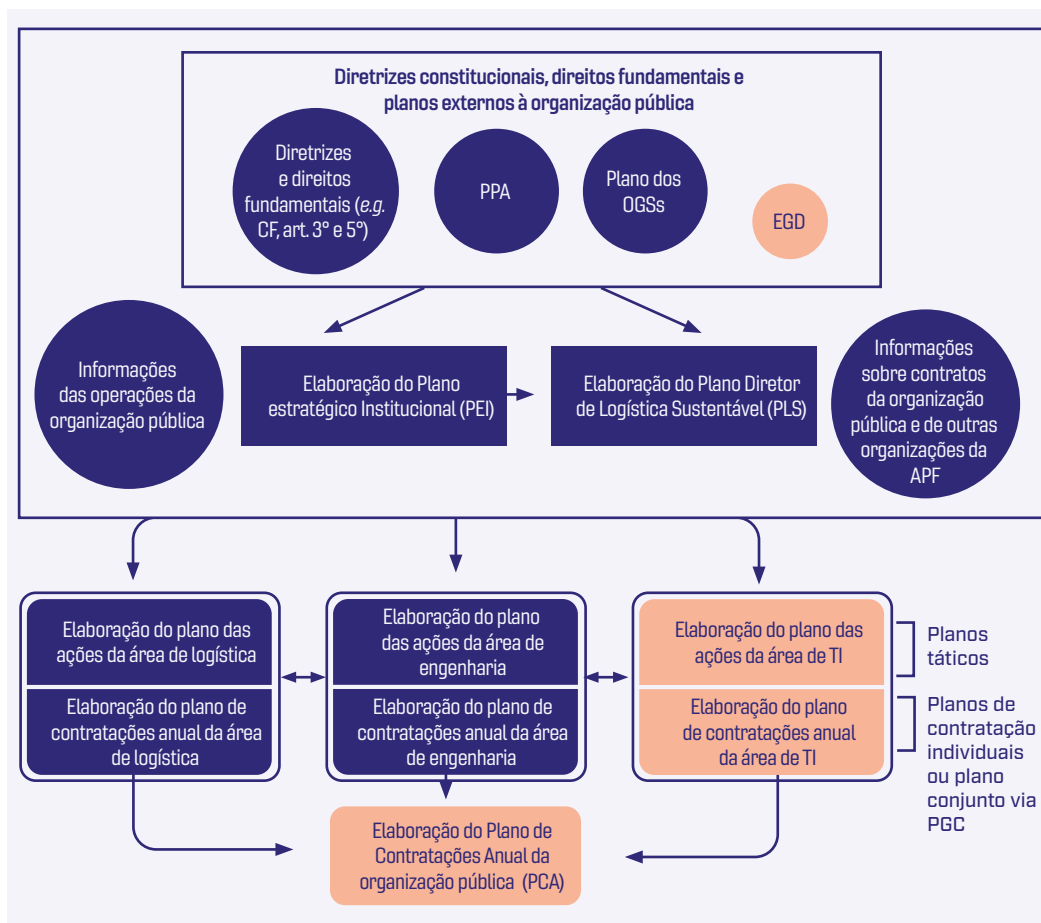 Diretrizes constitucionais, direitos fundamentais e
planos externos à organização pública
Diretrizes
e direitos
fundamentais (e.g.
CF, art. 3° e 5°)
PPA
Plano dos
OGSs
EGD
Informações
das operações da
organização pública
Elaboração do Plano
estratégico Institucional (PEI)
Elaboração do Plano Diretor
de Logística Sustentável (PLS)
Informações
sobre contratos
da organização
pública e de outras
organizações da
APF
Elaboração do plano das
ações da área de logística
Elaboração do plano
das ações da área de
engenharia
Elaboração do plano das
ações da área de TI
Planos
táticos
Elaboração do plano de
contratações anual da área
de logística
Elaboração do plano de
contratações anual da área
de engenharia
Elaboração do plano
de contratações anual
da área de TI
Planos de
contratação
individuais
ou plano
conjunto via
PGC
Elaboração do Plano de
Contratações Anual da
organização pública (PCA)